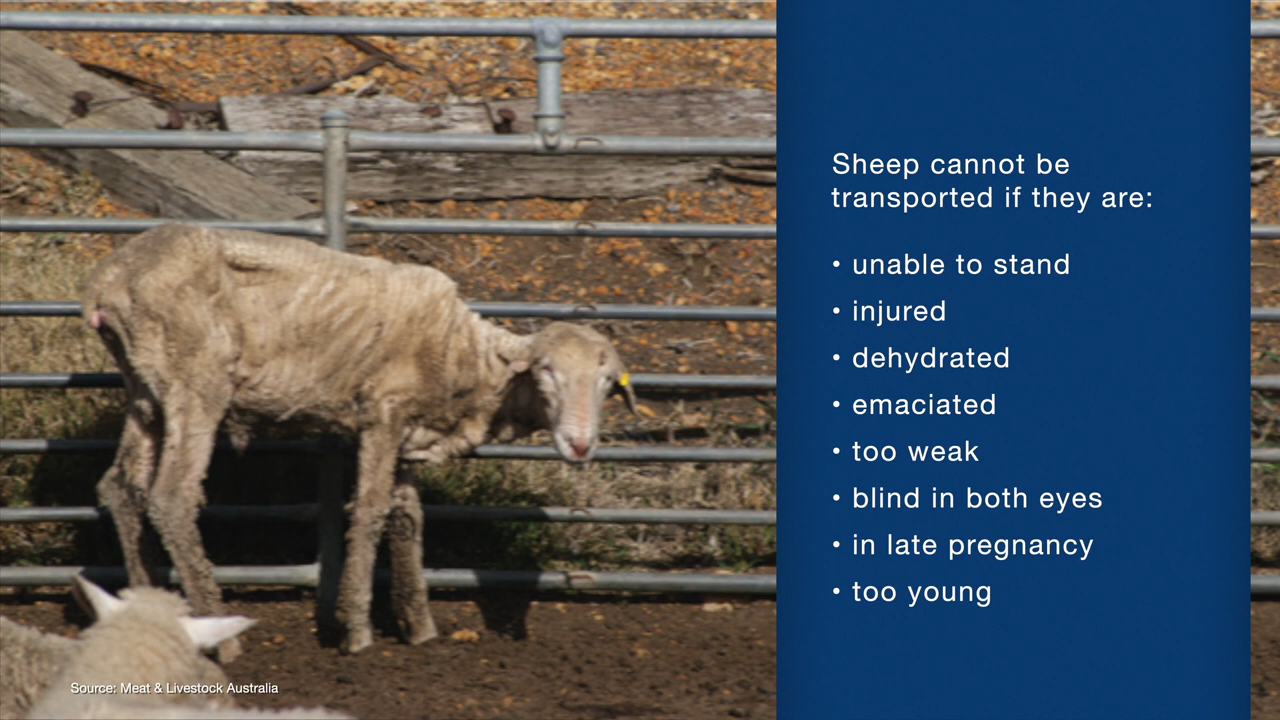 Sheep cannot be
transported if they are:
• unable to stand
• injured
• dehydrated
• emaciated
• too weak
• blind in both eyes
• in late pregnancy
• too young
Source: Meat & Livestock Australia